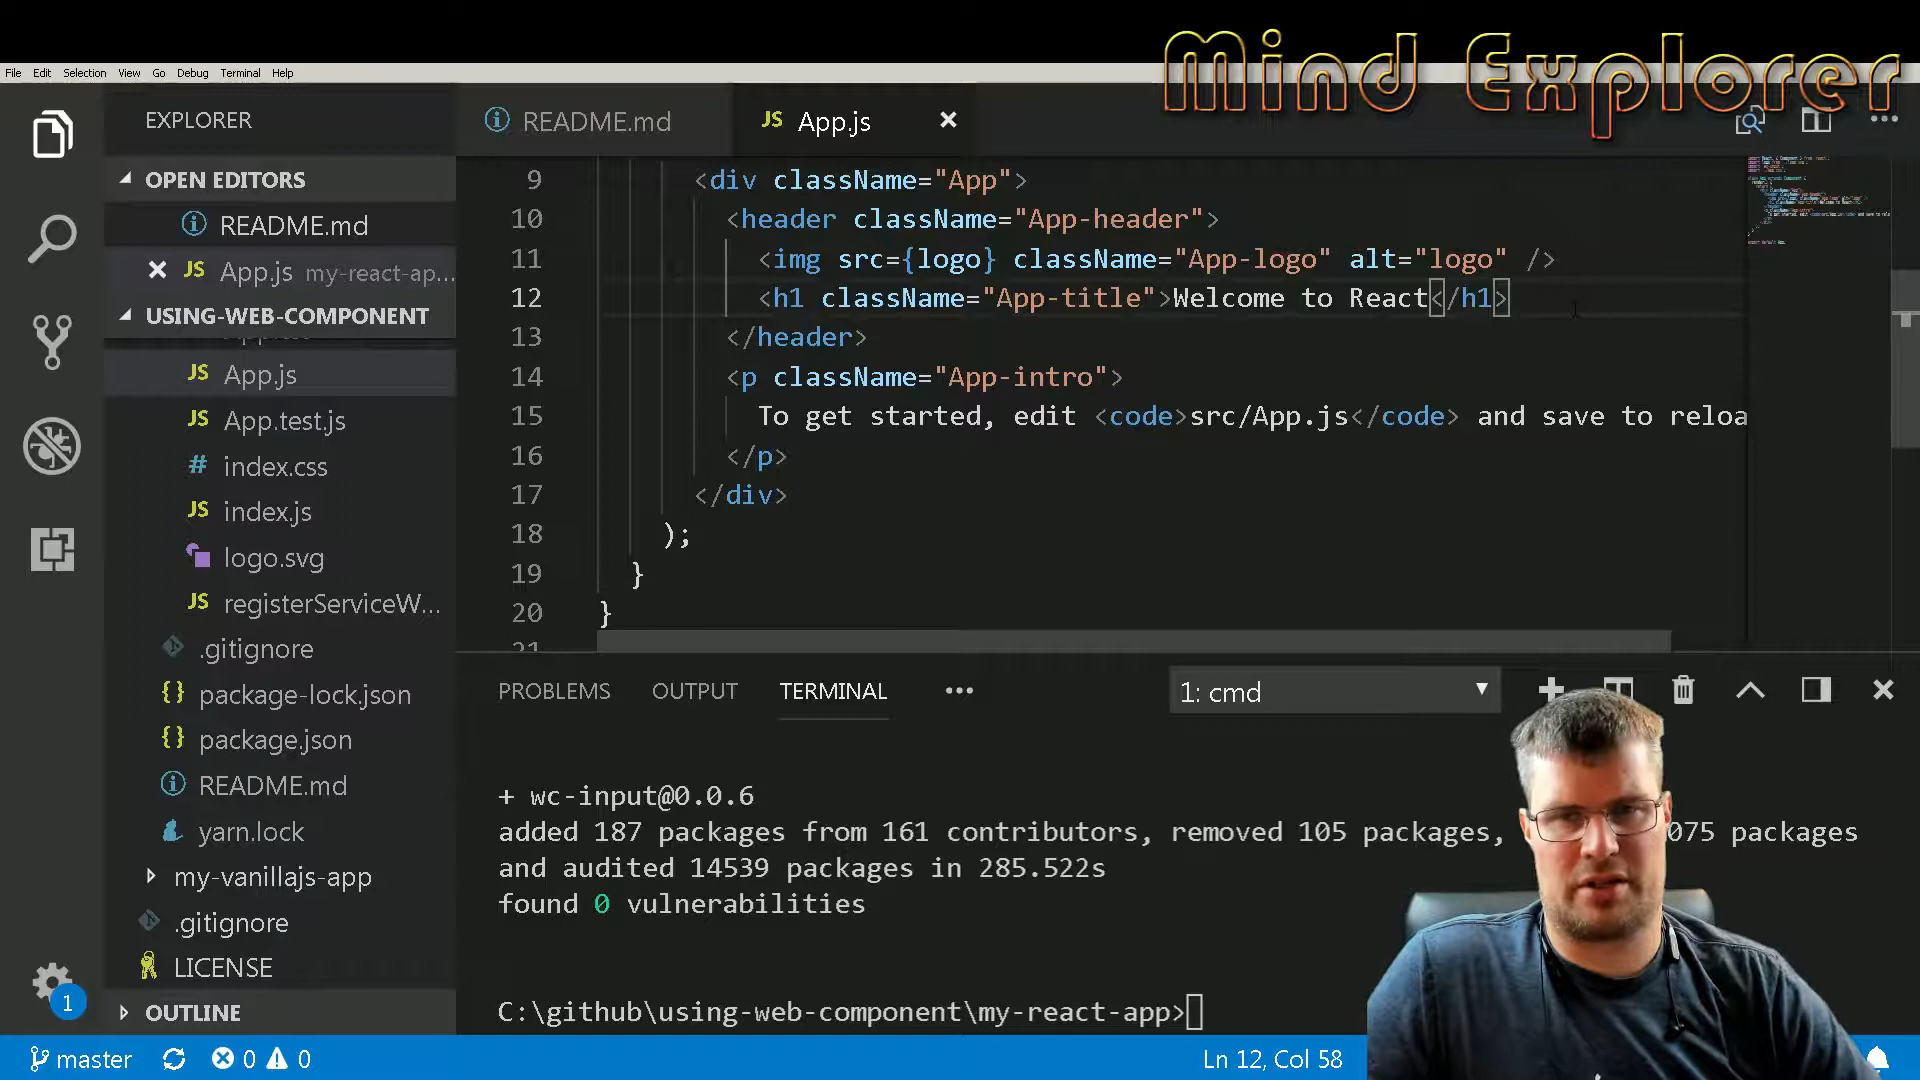 Mind Explorer
File Edit Selection View Go Debug Terminal Help
EXPLORER
README.md
JS App.js
OPEN EDITORS
README.md
JS App.js my-react-ap...
USING-WEB-COMPONENT
JS App.js
JS App.test.js
# index.css
JS index.js
logo.svg
JS registerServiceW...
.gitignore
{} package-lock.json
{} package.json
README.md
yarn.lock
my-vanillajs-app
.gitignore
LICENSE
OUTLINE
1
9 <div className="App">
10 <header className="App-header">
11 <img src={logo} className="App-logo" alt="logo" />
12 <h1 className="App-title">Welcome to React</h1>
13 </header>
14 <p className="App-intro">
15 To get started, edit <code>src/App.js</code> and save to reloa
16 </p>
17 </div>
18 );
19 }
20 }
21
PROBLEMS OUTPUT TERMINAL ••• 1: cmd
+ wc-input@0.0.6
added 187 packages from 161 contributors, removed 105 packages, 075 packages
and audited 14539 packages in 285.522s
found 0 vulnerabilities
C:\github\using-web-component\my-react-app>
master 0 0 Ln 12, Col 58